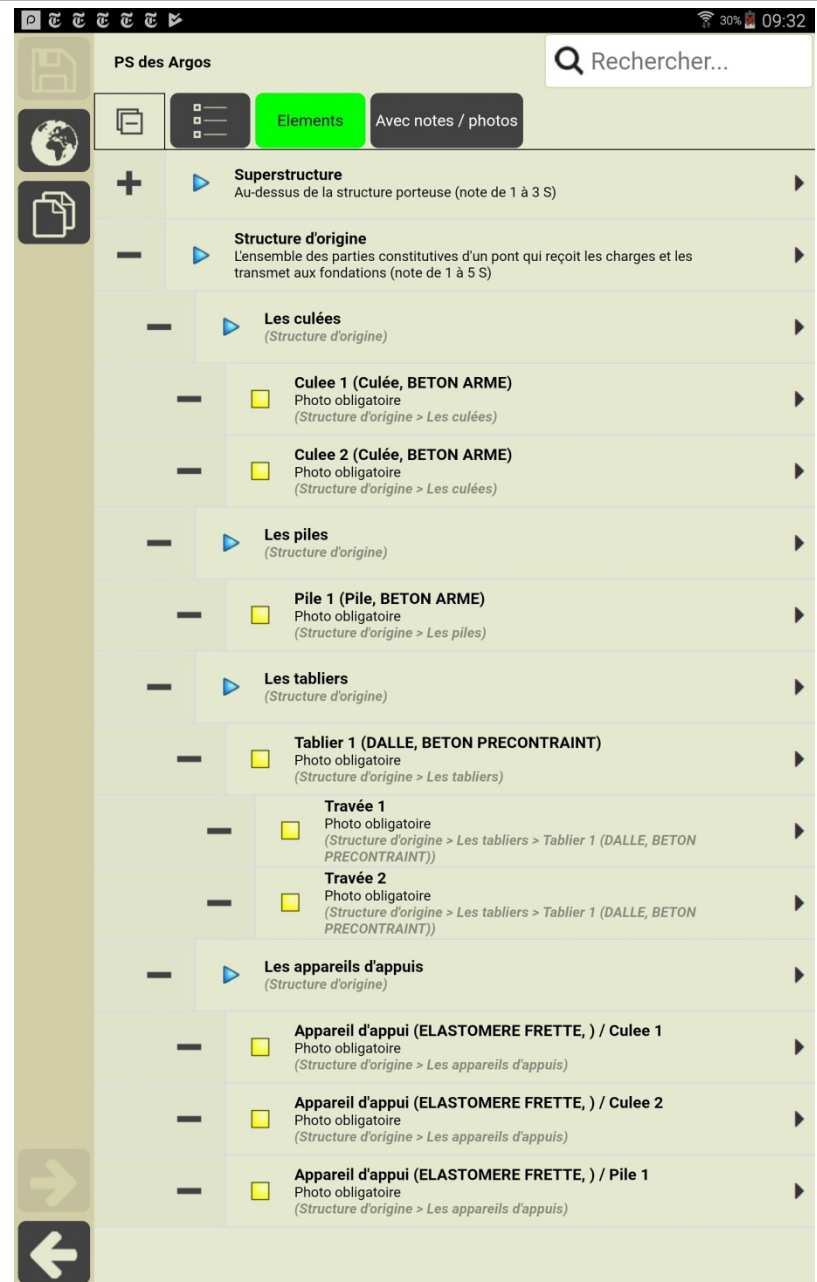 30% 09:32
PS des Argos
Rechercher...
Elements
Avec notes / photos
Superstructure
Au-dessus de la structure porteuse (note de 1 à 3 S)
Structure d'origine
L'ensemble des parties constitutives d'un pont qui reçoit les charges et les
transmet aux fondations (note de 1 à 5 S)
Les culées
(Structure d'origine)
Culee 1 (Culée, BETON ARME)
Photo obligatoire
(Structure d'origine > Les culées)
Culee 2 (Culée, BETON ARME)
Photo obligatoire
(Structure d'origine > Les culées)
Les piles
(Structure d'origine)
Pile 1 (Pile, BETON ARME)
Photo obligatoire
(Structure d'origine > Les piles)
Les tabliers
(Structure d'origine)
Tablier 1 (DALLE, BETON PRECONTRAINT)
Photo obligatoire
(Structure d'origine > Les tabliers)
Travée 1
Photo obligatoire
(Structure d'origine > Les tabliers > Tablier 1 (DALLE, BETON
PRECONTRAINT))
Travée 2
Photo obligatoire
(Structure d'origine > Les tabliers > Tablier 1 (DALLE, BETON
PRECONTRAINT))
Les appareils d'appuis
(Structure d'origine)
Appareil d'appui (ELASTOMERE FRETTE, ) / Culee 1
Photo obligatoire
(Structure d'origine > Les appareils d'appuis)
Appareil d'appui (ELASTOMERE FRETTE, ) / Culee 2
Photo obligatoire
(Structure d'origine > Les appareils d'appuis)
Appareil d'appui (ELASTOMERE FRETTE, ) / Pile 1
Photo obligatoire
(Structure d'origine > Les appareils d'appuis)